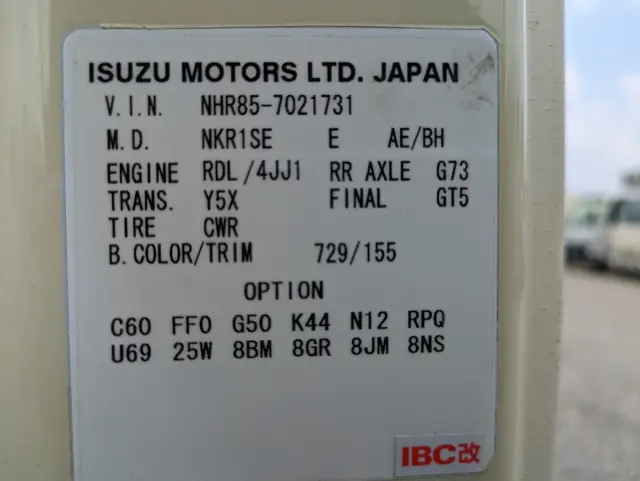 ISUZU MOTORS LTD. JAPAN
V.I.N. NHR85-7021731
M.D. NKR1SE E AE/BH
ENGINE RDL/4JJ1 RR AXLE G73
TRANS. Y5X FINAL GT5
TIRE CWR
B.COLOR/TRIM 729/155
OPTION
C60 FF0 G50 K44 N12 RPQ
U69 25W 8BM 8GR 8JM 8NS
IBC改